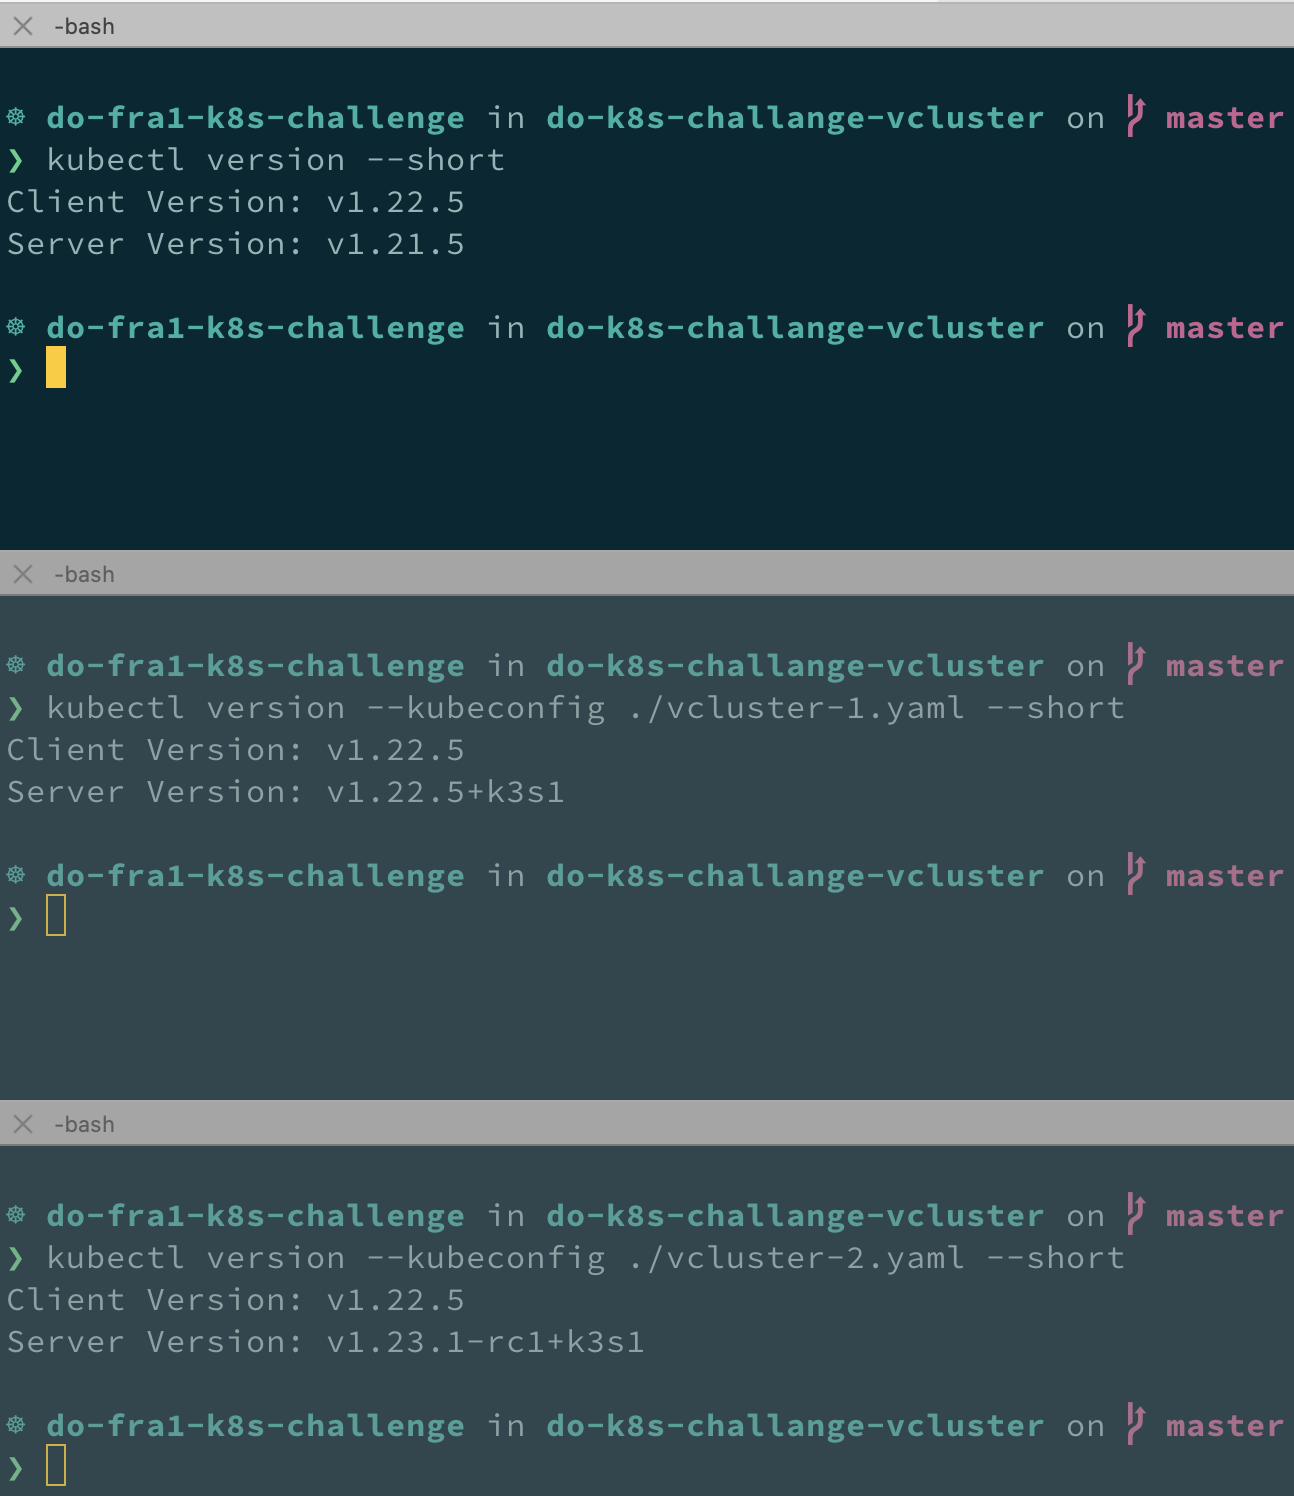 -bash
☸ do-fra1-k8s-challenge in do-k8s-challange-vcluster on master
❯ kubectl version --short
Client Version: v1.22.5
Server Version: v1.21.5
☸ do-fra1-k8s-challenge in do-k8s-challange-vcluster on master
❯
-bash
☸ do-fra1-k8s-challenge in do-k8s-challange-vcluster on master
❯ kubectl version --kubeconfig ./vcluster-1.yaml --short
Client Version: v1.22.5
Server Version: v1.22.5+k3s1
☸ do-fra1-k8s-challenge in do-k8s-challange-vcluster on master
❯
-bash
☸ do-fra1-k8s-challenge in do-k8s-challange-vcluster on master
❯ kubectl version --kubeconfig ./vcluster-2.yaml --short
Client Version: v1.22.5
Server Version: v1.23.1-rc1+k3s1
☸ do-fra1-k8s-challenge in do-k8s-challange-vcluster on master
❯